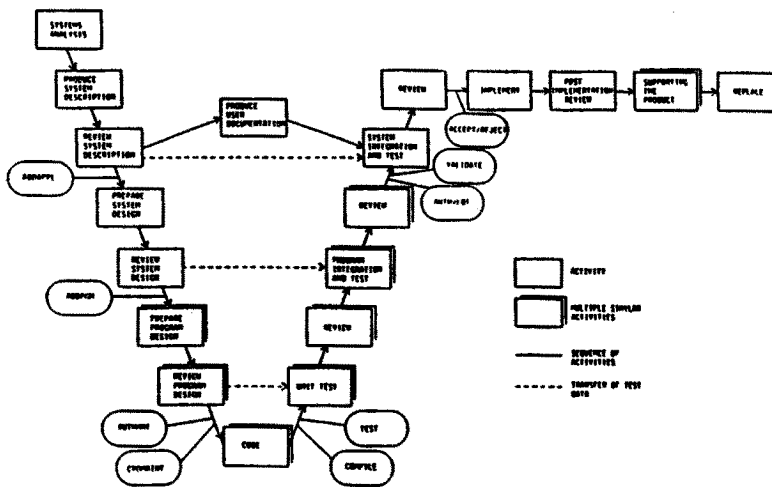 SYSTEMS
ANALYSIS
PRODUCE
SYSTEM
DESCRIPTION
REVIEW
SYSTEM
DESCRIPTION
PRODUCE
USER
DOCUMENTATION
SYSTEM
INTEGRATION
AND TEST
REVIEW
IMPLEMENT
POST
IMPLEMENTATION
REVIEW
SUPPORTING
THE
PRODUCT
REPLACE
ACCEPT/REJECT
VALIDATE
PREPARE
SYSTEM
DESIGN
REVIEW
REVIEW
SYSTEM
DESIGN
PROGRAM
INTEGRATION
AND TEST
PREPARE
PROGRAM
DESIGN
REVIEW
REVIEW
PROGRAM
DESIGN
UNIT TEST
CODE
TEST
COMPILE
ACTIVITY
MULTIPLE SIMILAR
ACTIVITIES
SEQUENCE OF
ACTIVITIES
TRANSFER OF TEST
DATA